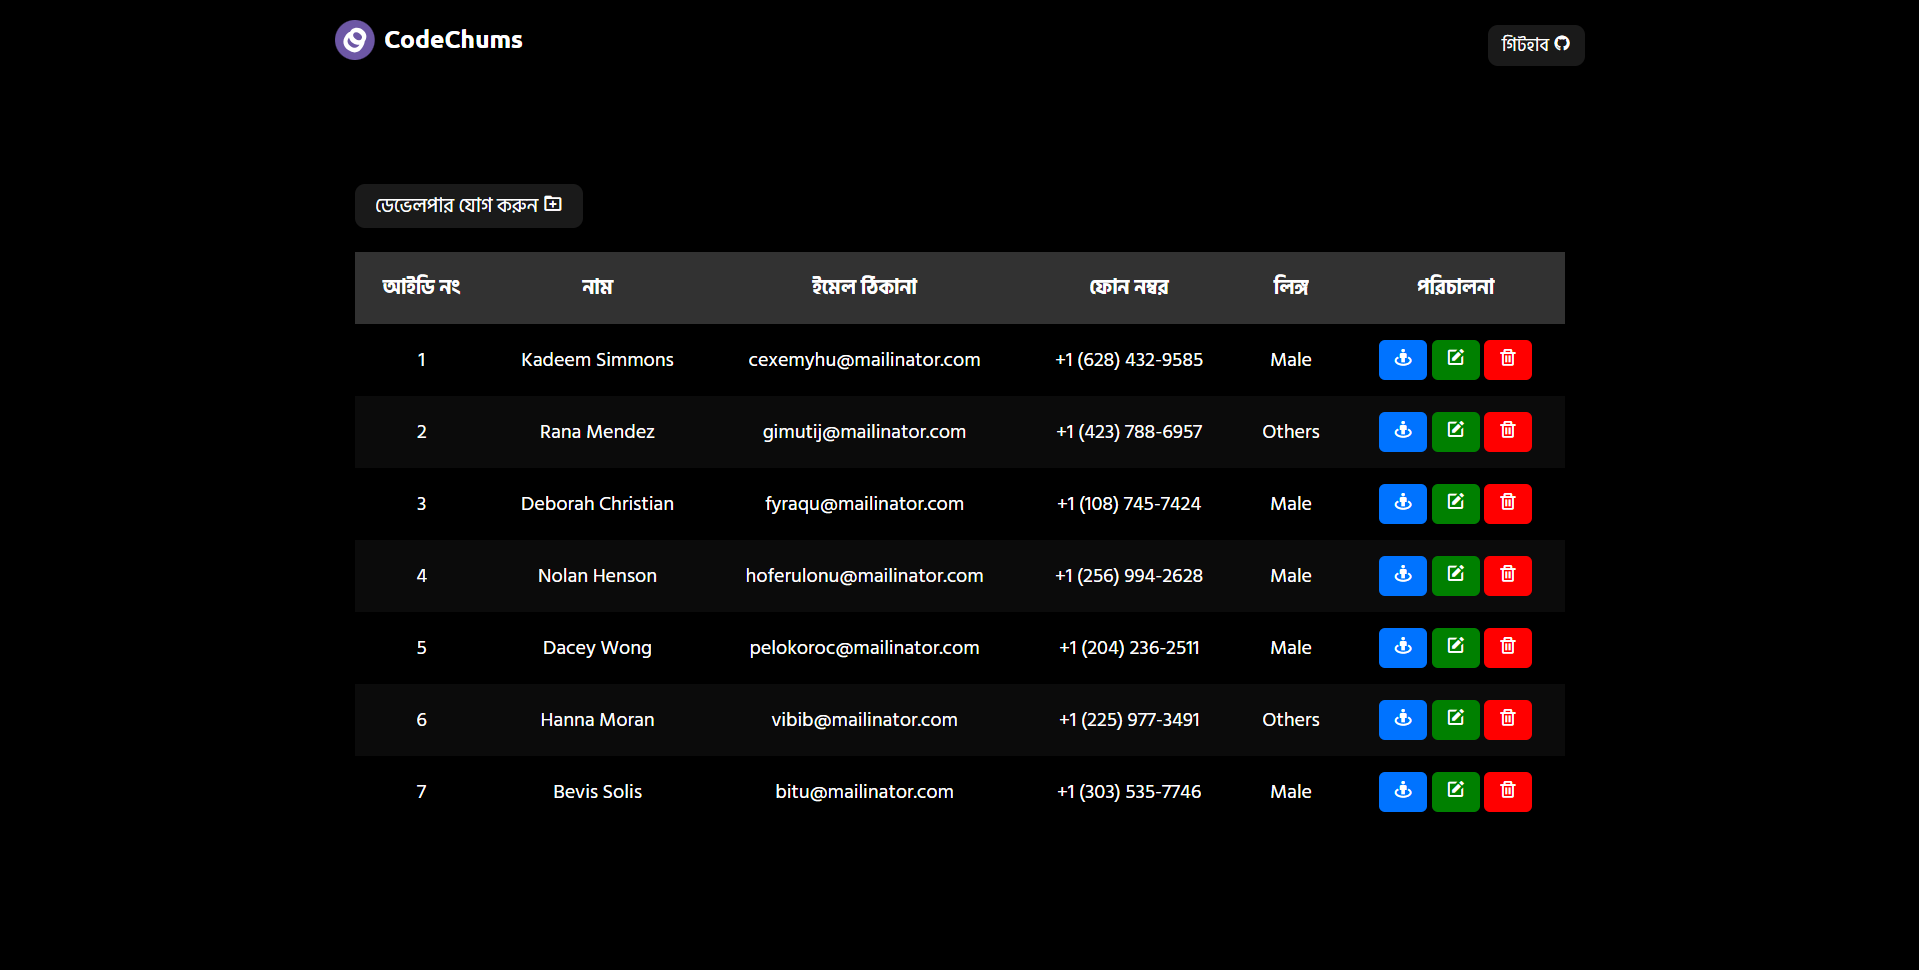 CodeChums
গিটহাব
ডেভেলপার যোগ করুন
আইডি নং নাম ইমেল ঠিকানা ফোন নম্বর লিঙ্গ পরিচালনা
1 Kadeem Simmons cexemyhu@mailinator.com +1 (628) 432-9585 Male
2 Rana Mendez gimutij@mailinator.com +1 (423) 788-6957 Others
3 Deborah Christian fyraqu@mailinator.com +1 (108) 745-7424 Male
4 Nolan Henson hoferulonu@mailinator.com +1 (256) 994-2628 Male
5 Dacey Wong pelokoroc@mailinator.com +1 (204) 236-2511 Male
6 Hanna Moran vibib@mailinator.com +1 (225) 977-3491 Others
7 Bevis Solis bitu@mailinator.com +1 (303) 535-7746 Male